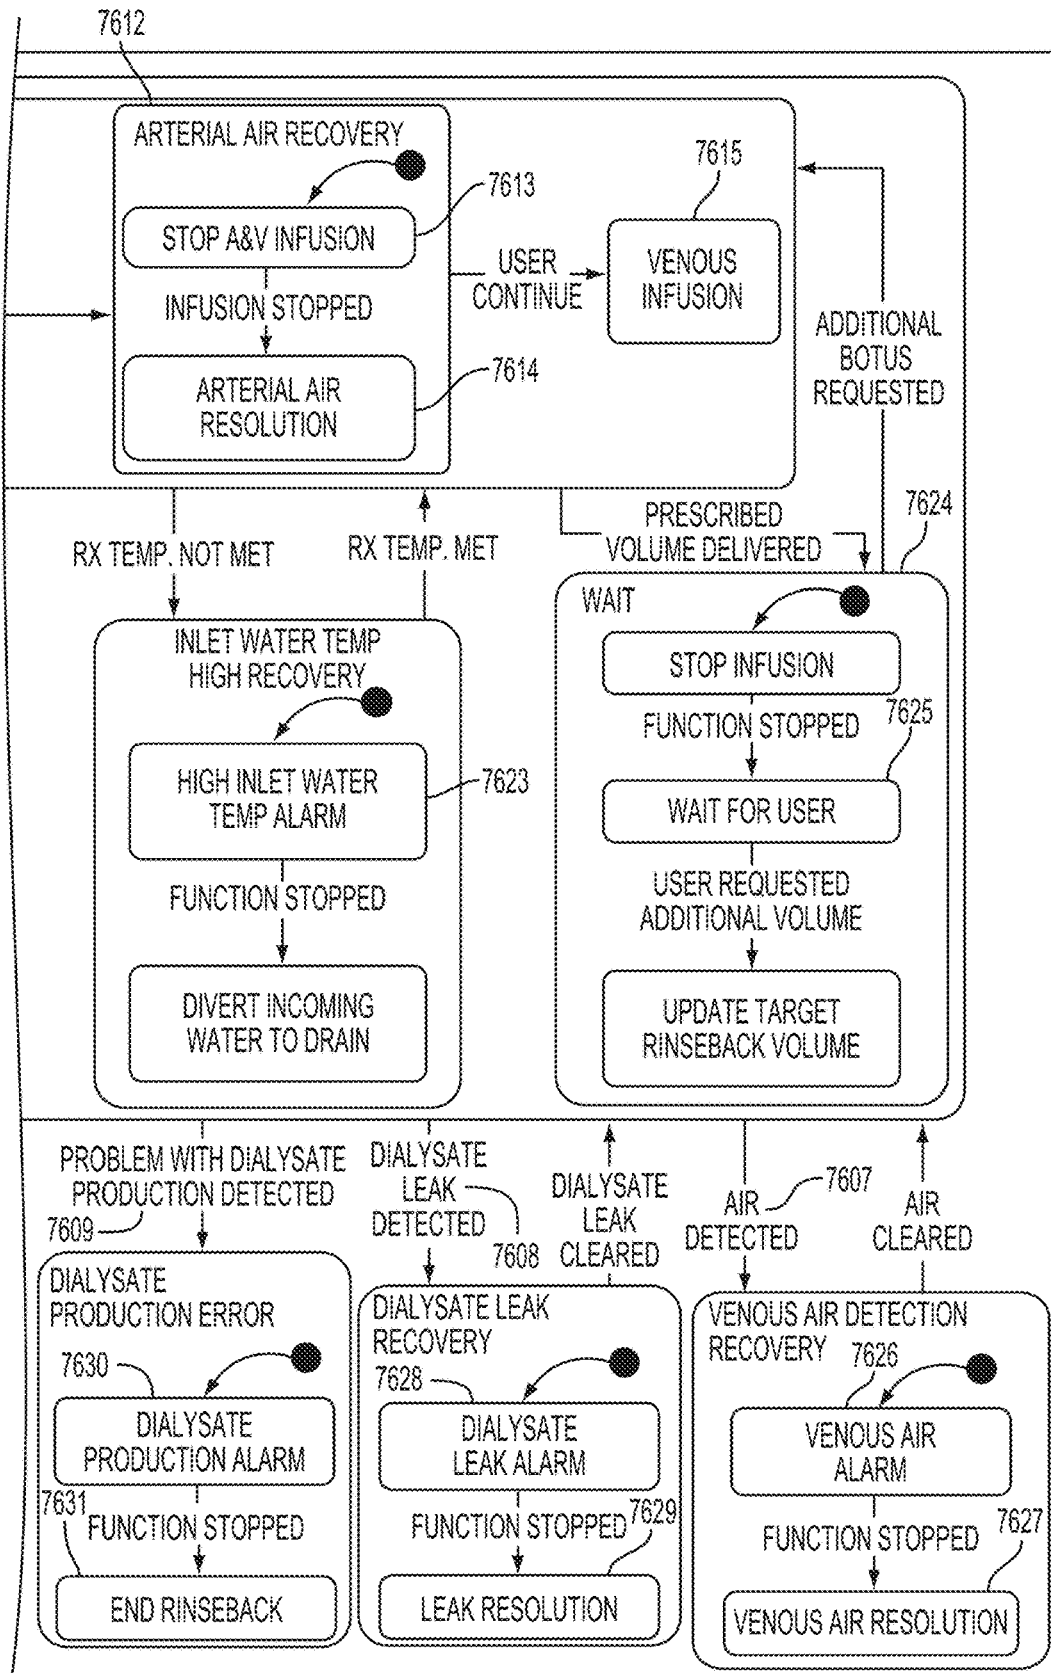 7612
ARTERIAL AIR RECOVERY
7613
STOP A&V INFUSION
INFUSION STOPPED
7614
ARTERIAL AIR
RESOLUTION
USER
CONTINUE
7615
VENOUS
INFUSION
ADDITIONAL
BOTUS
REQUESTED
RX TEMP. NOT MET
RX TEMP. MET
PRESCRIBED
VOLUME DELIVERED
7624
INLET WATER TEMP
HIGH RECOVERY
HIGH INLET WATER
TEMP ALARM
7623
FUNCTION STOPPED
DIVERT INCOMING
WATER TO DRAIN
WAIT
STOP INFUSION
FUNCTION STOPPED
7625
WAIT FOR USER
USER REQUESTED
ADDITIONAL VOLUME
UPDATE TARGET
RINSEBACK VOLUME
PROBLEM WITH DIALYSATE
PRODUCTION DETECTED
7609
DIALYSATE
LEAK
DETECTED
7608
DIALYSATE
LEAK
CLEARED
AIR
DETECTED
7607
AIR
CLEARED
DIALYSATE
PRODUCTION ERROR
7630
DIALYSATE
PRODUCTION ALARM
7631
FUNCTION STOPPED
END RINSEBACK
DIALYSATE LEAK
RECOVERY
7628
DIALYSATE
LEAK ALARM
FUNCTION STOPPED
7629
LEAK RESOLUTION
VENOUS AIR DETECTION
RECOVERY
7626
VENOUS AIR
ALARM
FUNCTION STOPPED
7627
VENOUS AIR RESOLUTION